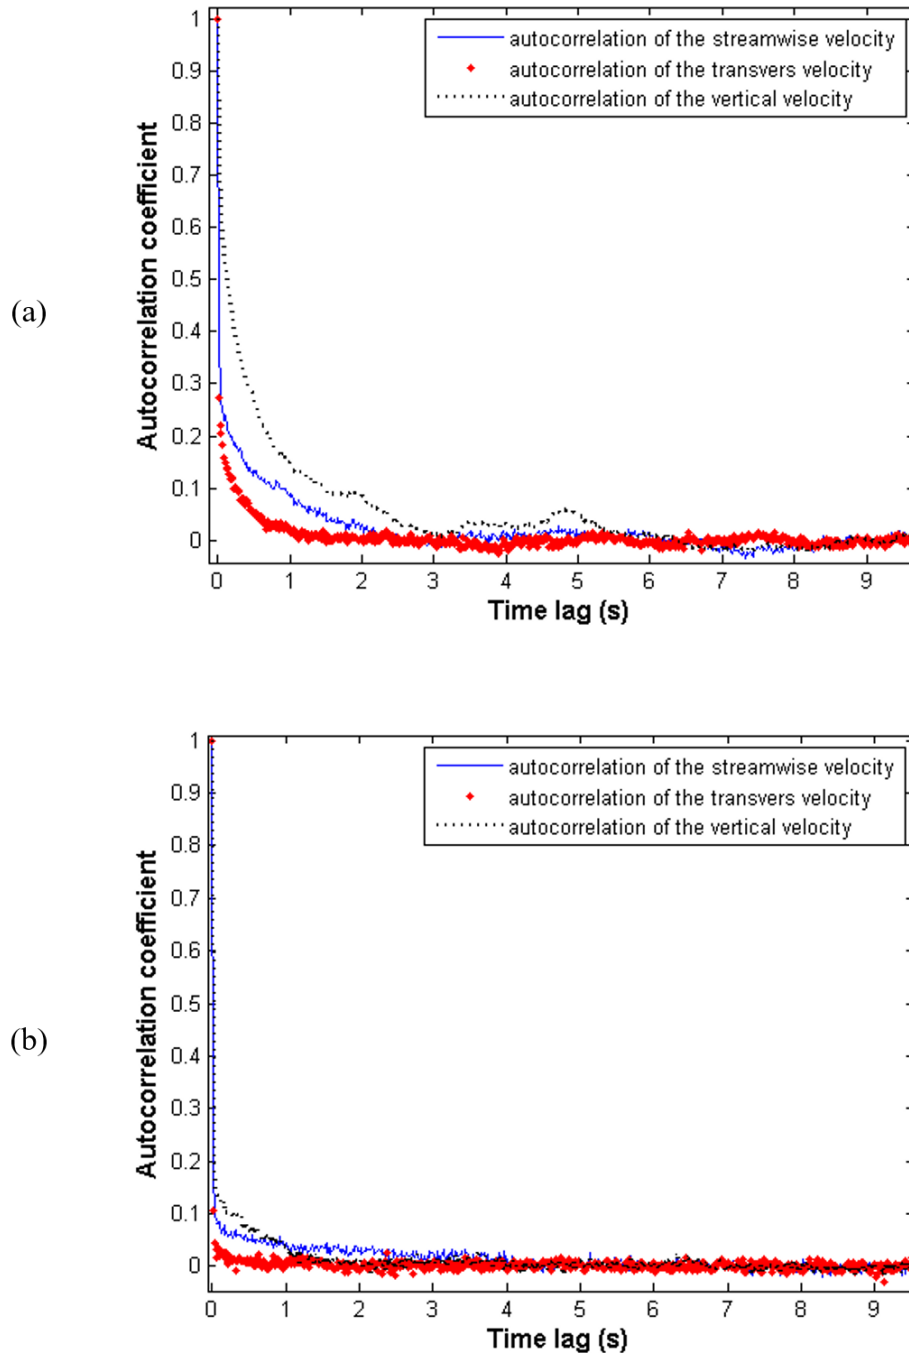 (a)
autocorrelation of the streamwise velocity
autocorrelation of the transvers velocity
autocorrelation of the vertical velocity
Autocorrelation coefficient
1
0.9
0.8
0.7
0.6
0.5
0.4
0.3
0.2
0.1
0
0 1 2 3 4 5 6 7 8 9
Time lag (s)
(b)
autocorrelation of the streamwise velocity
autocorrelation of the transvers velocity
autocorrelation of the vertical velocity
Autocorrelation coefficient
1
0.9
0.8
0.7
0.6
0.5
0.4
0.3
0.2
0.1
0
0 1 2 3 4 5 6 7 8 9
Time lag (s)